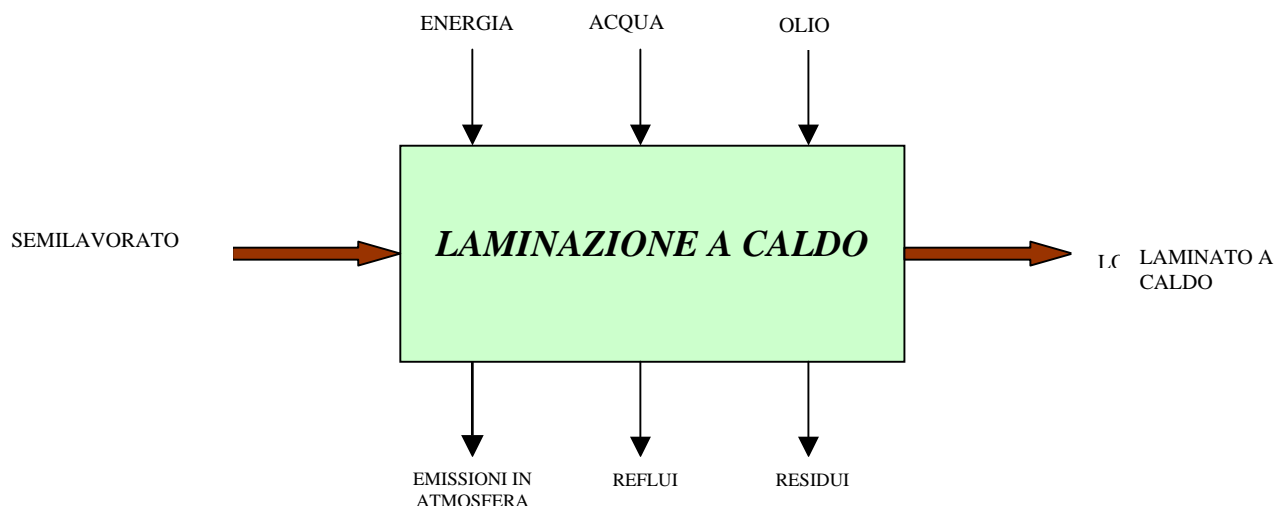 ENERGIA
ACQUA
OLIO
SEMILAVORATO
LAMINAZIONE A CALDO
LAMINATO A
CALDO
EMISSIONI IN
ATMOSFERA
REFLUI
RESIDUI